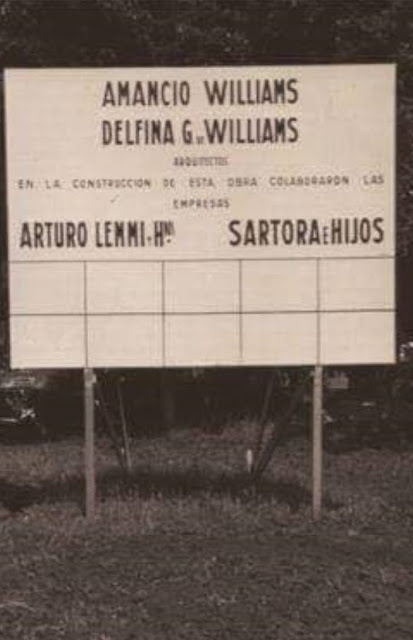 AMANCIO WILLIAMS
DELFINA G. DE WILLIAMS
ARQUITECTOS
EN LA CONSTRUCCION DE ESTA OBRA COLABORARON LAS
EMPRESAS
ARTURO LEMMI Y HNO. SARTORA E HIJOS